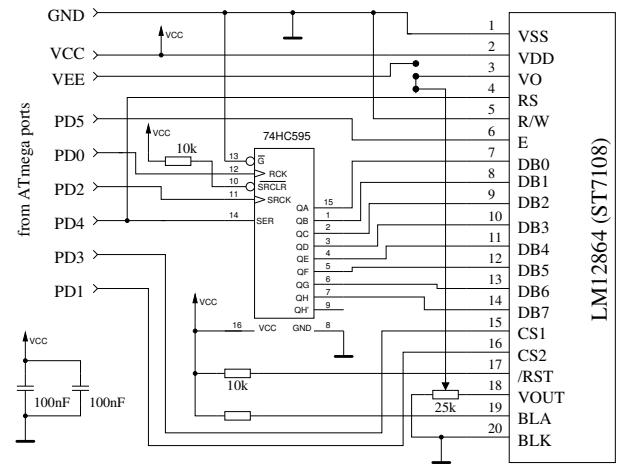 GND
VCC
VEE
PD5
PD0
PD2
PD4
PD3
PD1
from ATmega ports
VCC
VCC
10k
74HC595
13 G
12 RCK
10 SRCLR
11 SRCK
14 SER
QA 15
QB 1
QC 2
QD 3
QE 4
QF 5
QG 6
QH 7
QH' 9
16 VCC GND 8
VCC
10k
25k
VCC
100nF 100nF
1 VSS
2 VDD
3 VO
4 RS
5 R/W
6 E
7 DB0
8 DB1
9 DB2
10 DB3
11 DB4
12 DB5
13 DB6
14 DB7
15 CS1
16 CS2
17 /RST
18 VOUT
19 BLA
20 BLK
LM12864 (ST7108)